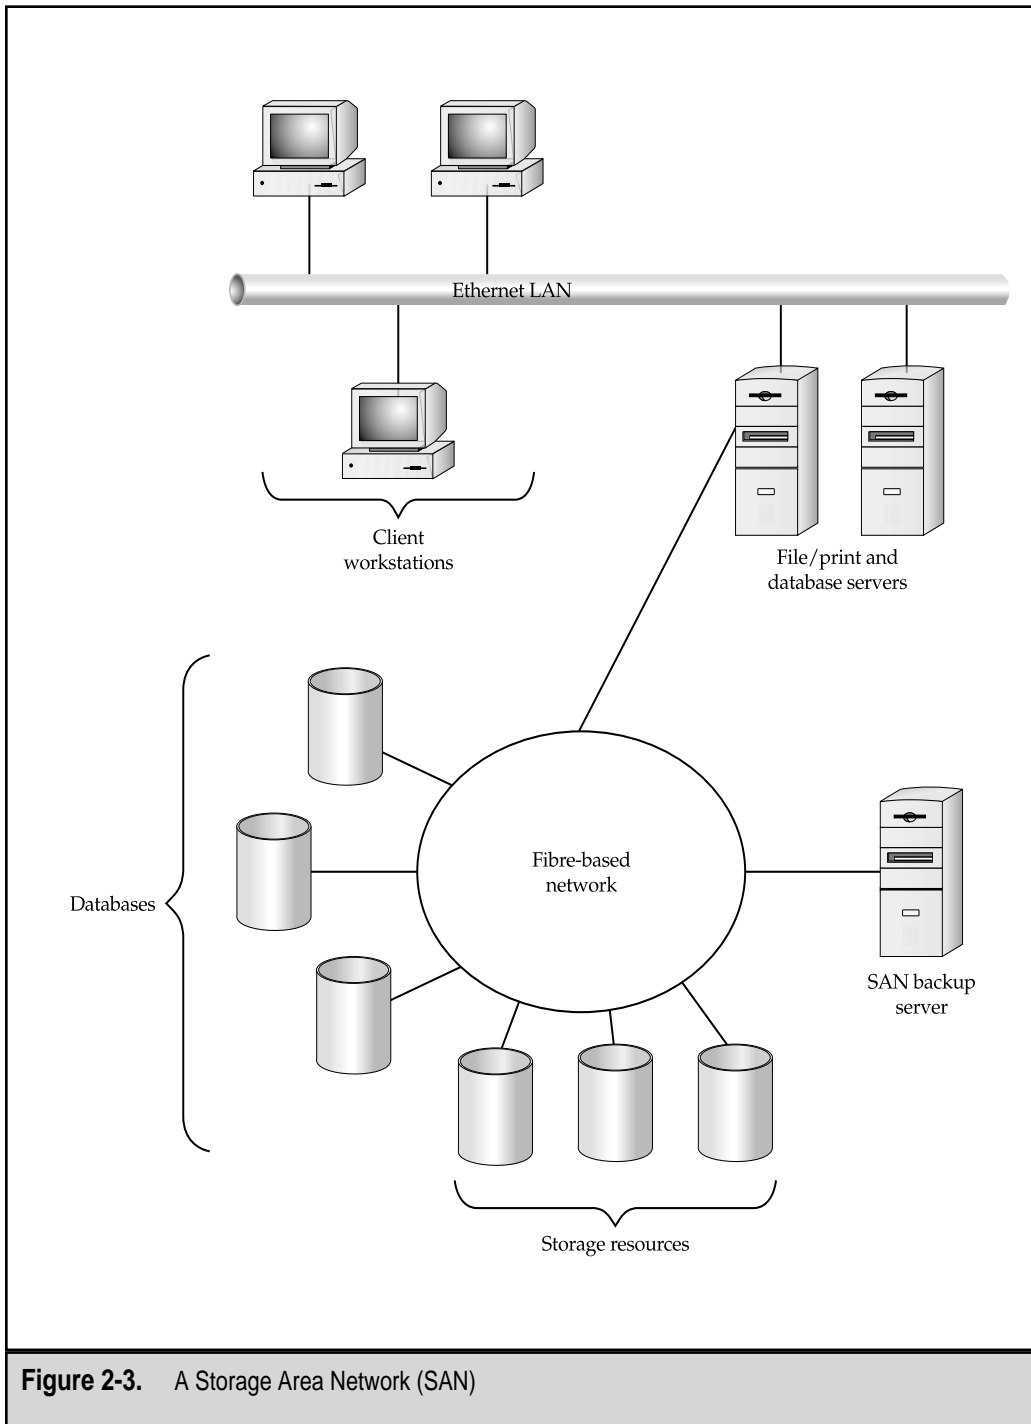 Ethernet LAN
Client
workstations
File/print and
database servers
Databases
Fibre-based
network
SAN backup
server
Storage resources
Figure 2-3. A Storage Area Network (SAN)